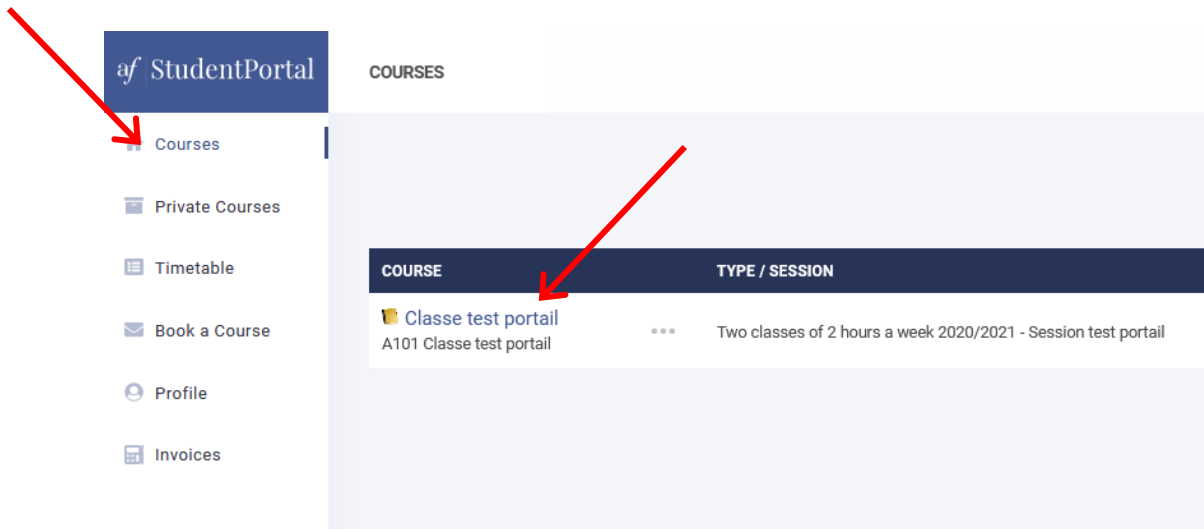 af StudentPortal
COURSES
Courses
Private Courses
Timetable
Book a Course
Profile
Invoices
COURSE TYPE / SESSION
Classe test portail
A101 Classe test portail
Two classes of 2 hours a week 2020/2021 - Session test portail